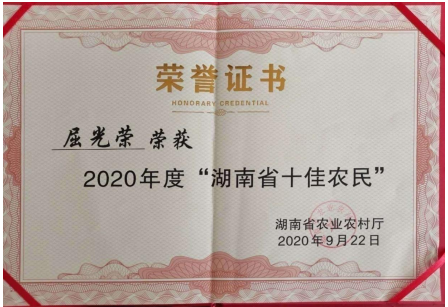 荣誉证书
HONORARY CREDENTIAL
屈光荣 荣获
2020年度“湖南省十佳农民”
湖南省农业农村厅
2020年9月22日